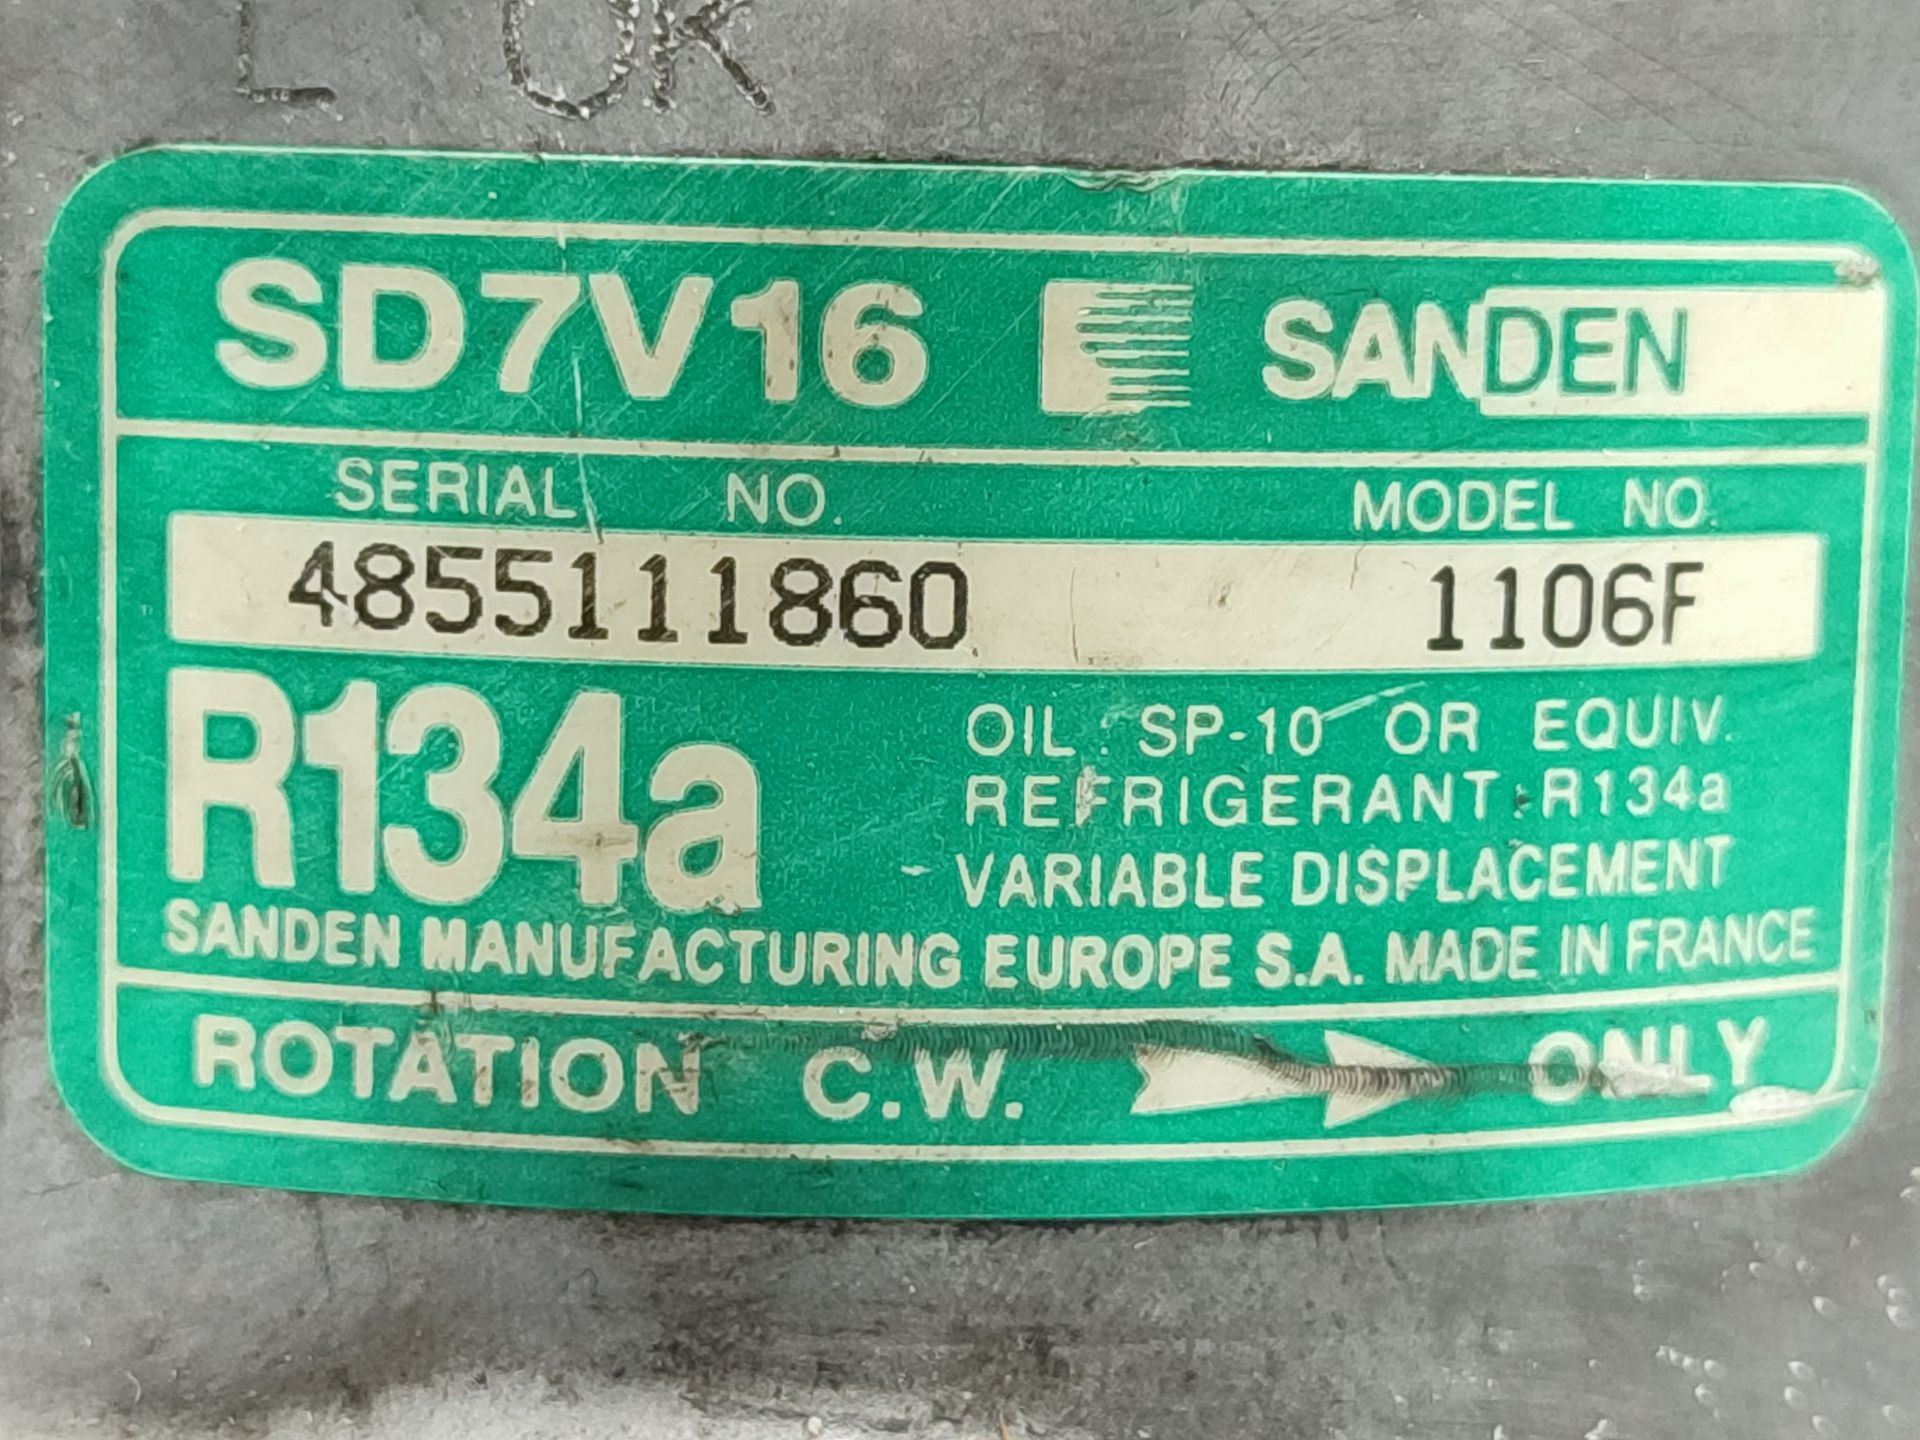 L OK
SD7V16 SANDEN
SERIAL NO. MODEL NO.
4855111860 1106F
R134a
OIL : SP-10 OR EQUIV.
REFRIGERANT : R134a
VARIABLE DISPLACEMENT
SANDEN MANUFACTURING EUROPE S.A. MADE IN FRANCE
ROTATION C.W. ONLY